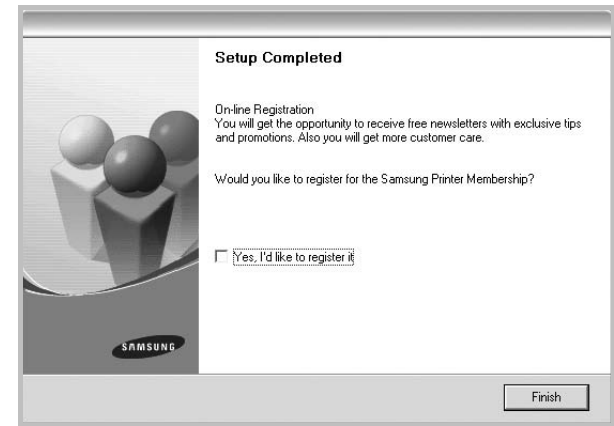 Setup Completed
On-line Registration
You will get the opportunity to receive free newsletters with exclusive tips
and promotions. Also you will get more customer care.
Would you like to register for the Samsung Printer Membership?
Yes, I'd like to register it
SAMSUNG
Finish